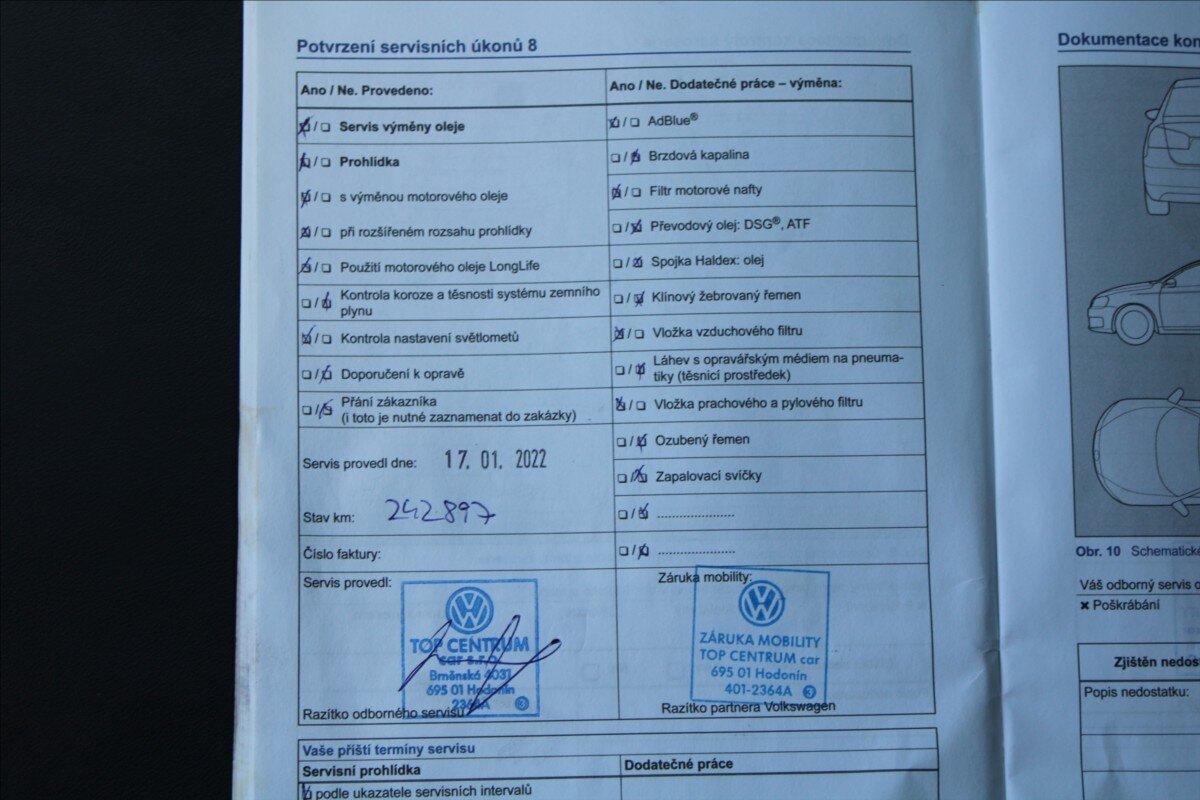 Potvrzení servisních úkonů 8
Ano / Ne. Provedeno:
☒/☐ Servis výměny oleje
☒/☐ Prohlídka
☒/☐ s výměnou motorového oleje
☒/☐ při rozšířeném rozsahu prohlídky
☒/☐ Použití motorového oleje LongLife
☐/☒ Kontrola koroze a těsnosti systému zemního
plynu
☒/☐ Kontrola nastavení světlometů
☐/☒ Doporučení k opravě
☐/☒ Přání zákazníka
(i toto je nutné zaznamenat do zakázky)
Servis provedl dne: 17. 01. 2022
Stav km: 242897
Číslo faktury:
Servis provedl:
TOP CENTRUM
car s.r.o.
Brněnská 4031
695 01 Hodonín
2364A 3
Razítko odborného servisu
Ano / Ne. Dodatečné práce – výměna:
☒/☐ AdBlue®
☐/☒ Brzdová kapalina
☒/☐ Filtr motorové nafty
☐/☒ Převodový olej: DSG®, ATF
☐/☒ Spojka Haldex: olej
☐/☒ Klínový žebrovaný řemen
☒/☐ Vložka vzduchového filtru
☐/☒ Láhev s opravářským médiem na pneuma-
tiky (těsnicí prostředek)
☒/☐ Vložka prachového a pylového filtru
☐/☒ Ozubený řemen
☐/☒ Zapalovací svíčky
☐/☒ ......................
☐/☒ ......................
Záruka mobility:
ZÁRUKA MOBILITY
TOP CENTRUM car
695 01 Hodonín
401-2364A 3
Razítko partnera Volkswagen
Vaše příští termíny servisu
Servisní prohlídka
Dodatečné práce
podle ukazatele servisních intervalů
Dokumentace
Obr. 10 Schematické
Váš odborný servis
✖ Poškrábání
Zjištěn
Popis nedostatku: